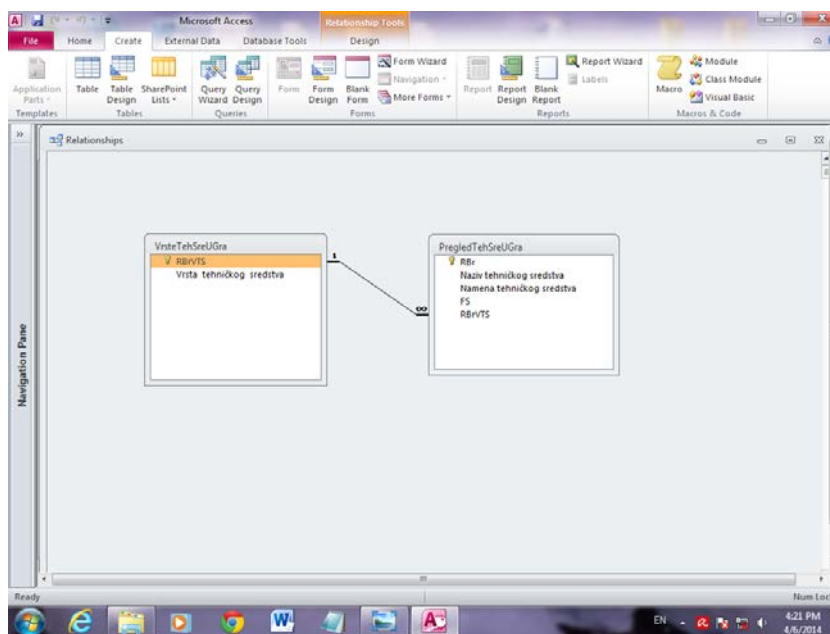 Microsoft Access
Relationship Tools
File Home Create External Data Database Tools Design
Application Parts
Table
Table Design
SharePoint Lists
Query Wizard
Query Design
Form
Form Design
Blank Form
Form Wizard
Navigation
More Forms
Report
Report Design
Blank Report
Report Wizard
Labels
Macro
Module
Class Module
Visual Basic
Templates Tables Queries Forms Reports Macros & Code
Relationships
Navigation Pane
VrsteTehSreUGra
RBrVTS
Vrsta tehničkog sredstva
1
∞
PregledTehSreUGra
RBr
Naziv tehničkog sredstva
Namena tehničkog sredstva
FS
RBrVTS
Ready
Num Loc
EN
4:21 PM
4/6/2014